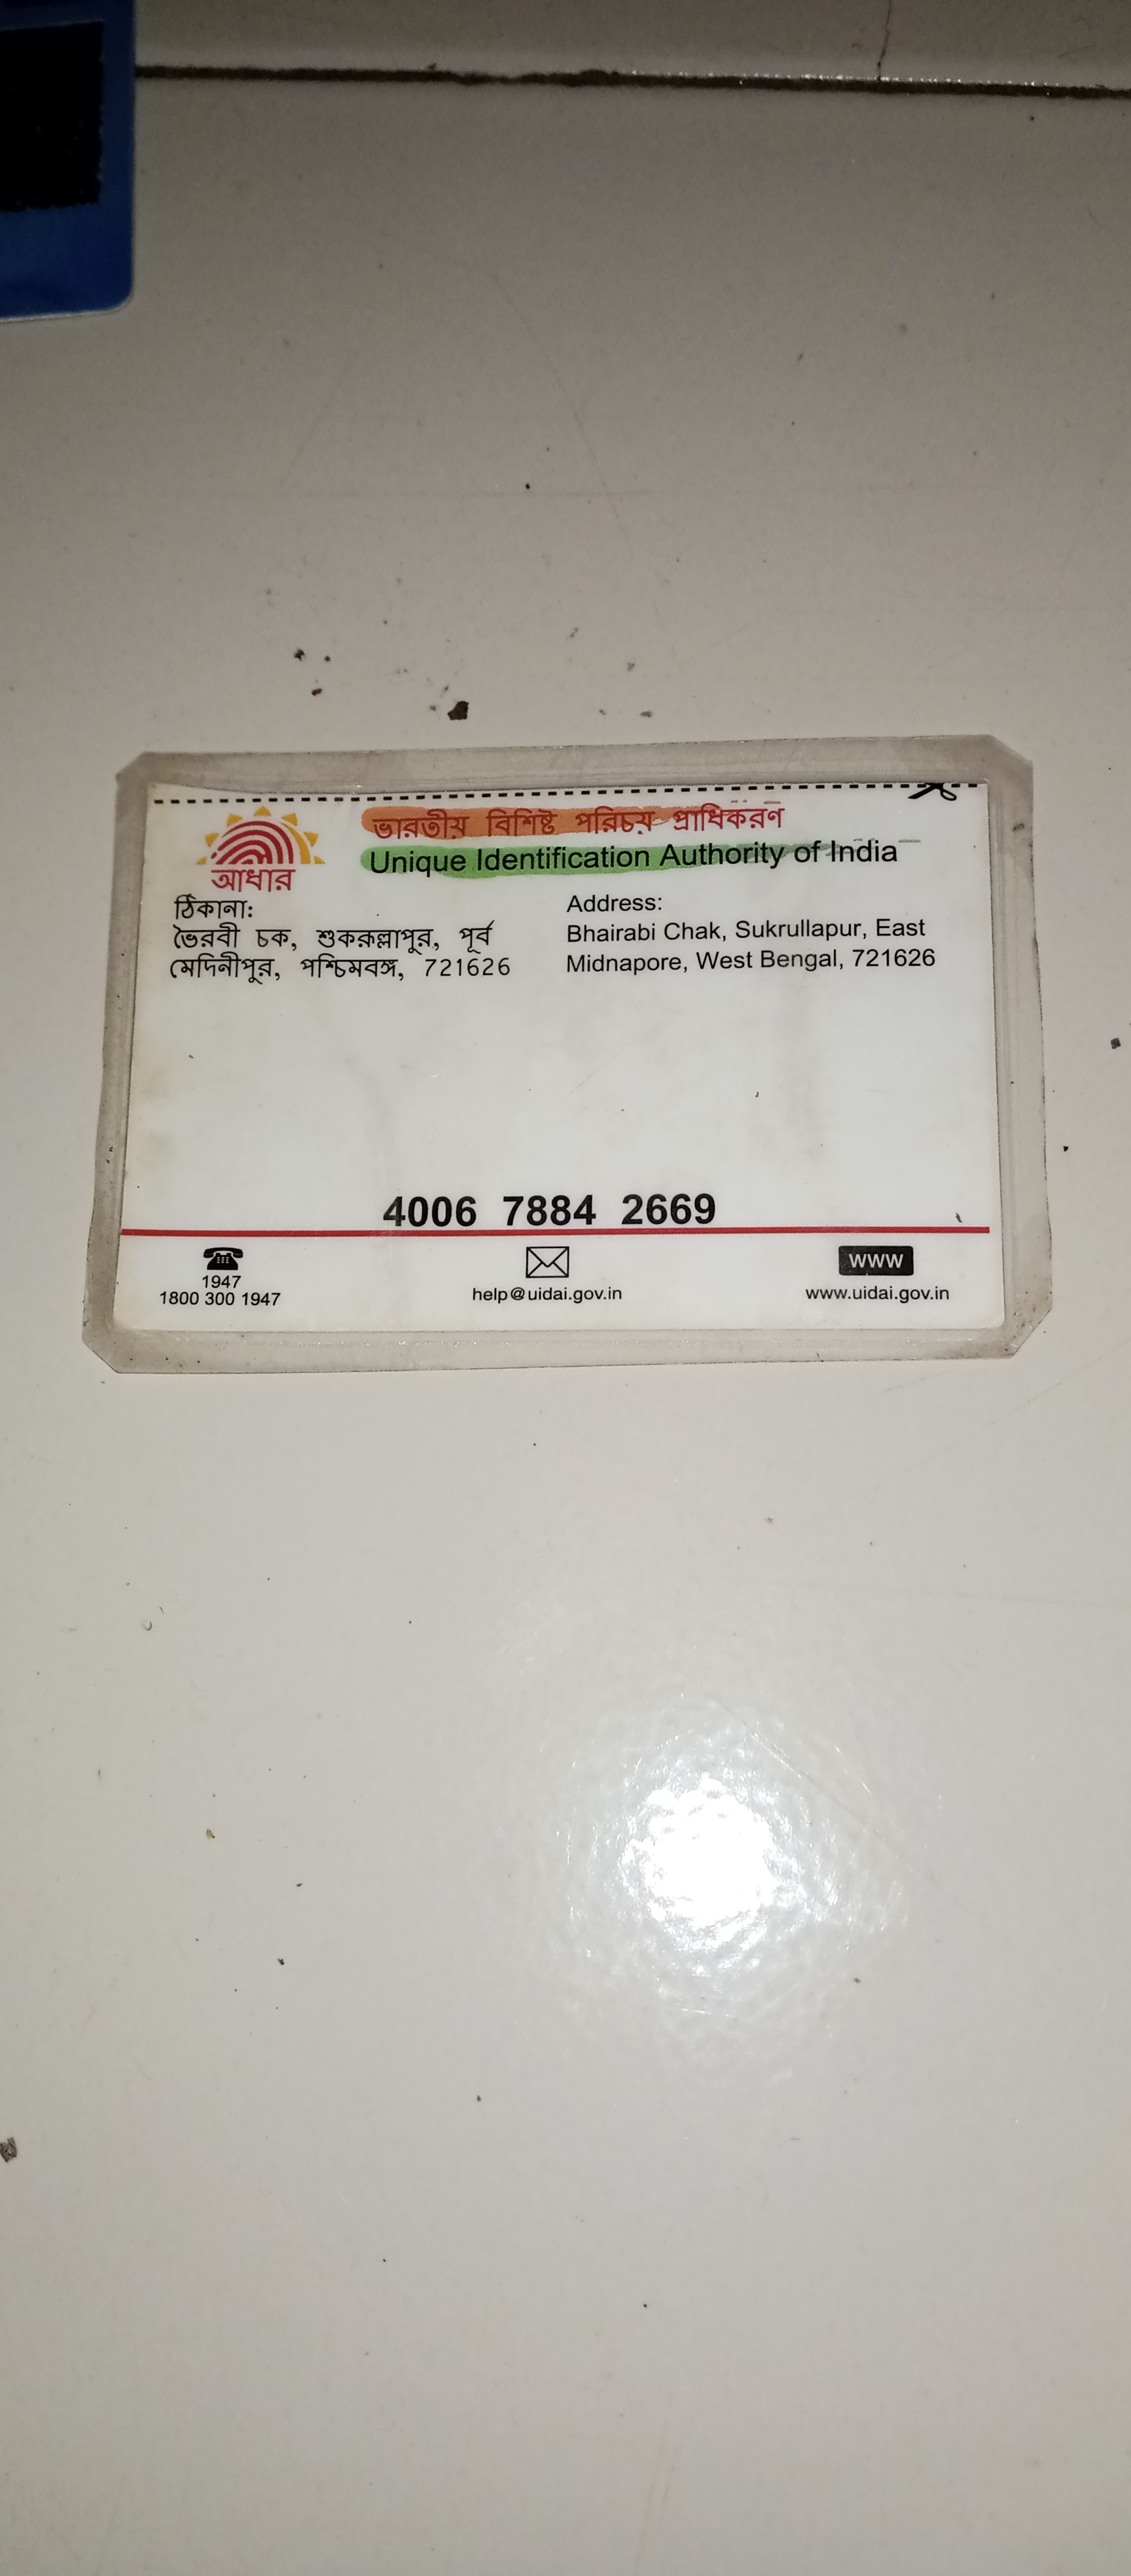 ভারতীয় বিশিষ্ট পরিচয় প্রাধিকরণ
Unique Identification Authority of India
আধার
ঠিকানা:
ভৈরবী চক, শুকরূল্লাপুর, পূর্ব
মেদিনীপুর, পশ্চিমবঙ্গ, 721626
Address:
Bhairabi Chak, Sukrullapur, East
Midnapore, West Bengal, 721626
4006 7884 2669
1947
1800 300 1947
help@uidai.gov.in
WWW
www.uidai.gov.in